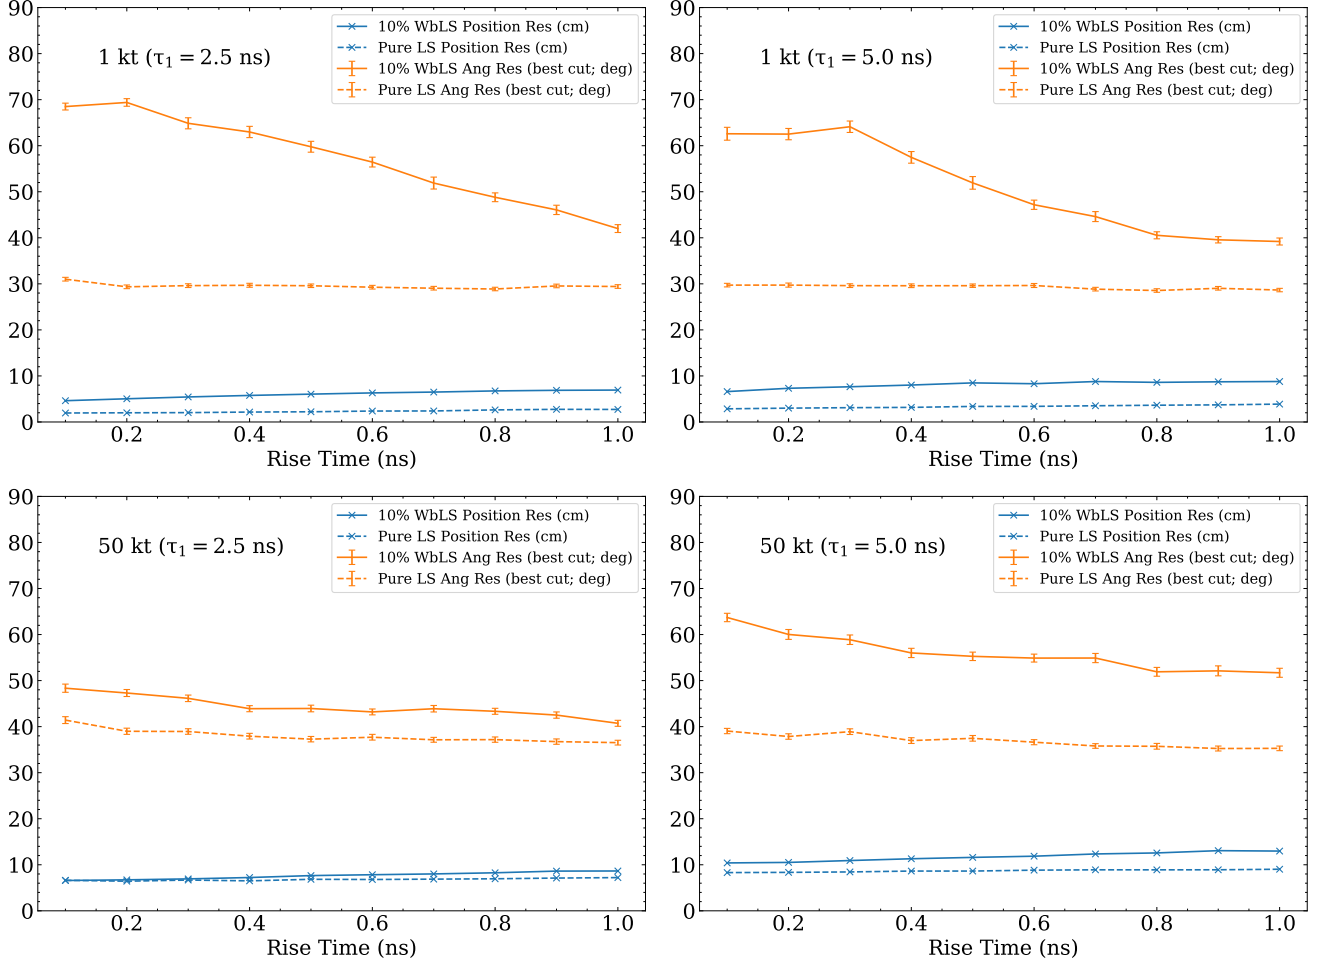 90
80
70
60
50
40
30
20
10
0
1 kt (τ₁ = 2.5 ns)
10% WbLS Position Res (cm)
Pure LS Position Res (cm)
10% WbLS Ang Res (best cut; deg)
Pure LS Ang Res (best cut; deg)
0.2 0.4 0.6 0.8 1.0
Rise Time (ns)
90
80
70
60
50
40
30
20
10
0
1 kt (τ₁ = 5.0 ns)
10% WbLS Position Res (cm)
Pure LS Position Res (cm)
10% WbLS Ang Res (best cut; deg)
Pure LS Ang Res (best cut; deg)
0.2 0.4 0.6 0.8 1.0
Rise Time (ns)
90
80
70
60
50
40
30
20
10
0
50 kt (τ₁ = 2.5 ns)
10% WbLS Position Res (cm)
Pure LS Position Res (cm)
10% WbLS Ang Res (best cut; deg)
Pure LS Ang Res (best cut; deg)
0.2 0.4 0.6 0.8 1.0
Rise Time (ns)
90
80
70
60
50
40
30
20
10
0
50 kt (τ₁ = 5.0 ns)
10% WbLS Position Res (cm)
Pure LS Position Res (cm)
10% WbLS Ang Res (best cut; deg)
Pure LS Ang Res (best cut; deg)
0.2 0.4 0.6 0.8 1.0
Rise Time (ns)